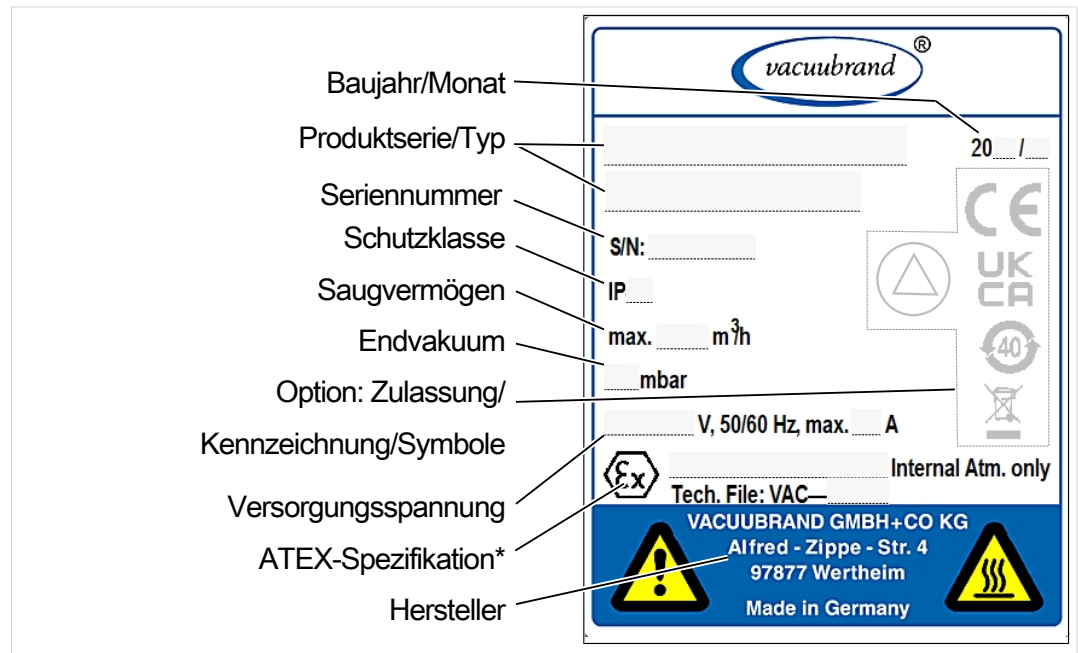 Baujahr/Monat
Produktserie/Typ
Seriennummer
Schutzklasse
Saugvermögen
Endvakuum
Option: Zulassung/
Kennzeichnung/Symbole
Versorgungsspannung
ATEX-Spezifikation*
Hersteller
vacuubrand ®
20 /
S/N:
IP
max. m³/h
mbar
V, 50/60 Hz, max. A
CE
UK
CA
40
Ex Internal Atm. only
Tech. File: VAC—
VACUUBRAND GMBH+CO KG
Alfred - Zippe - Str. 4
97877 Wertheim
Made in Germany